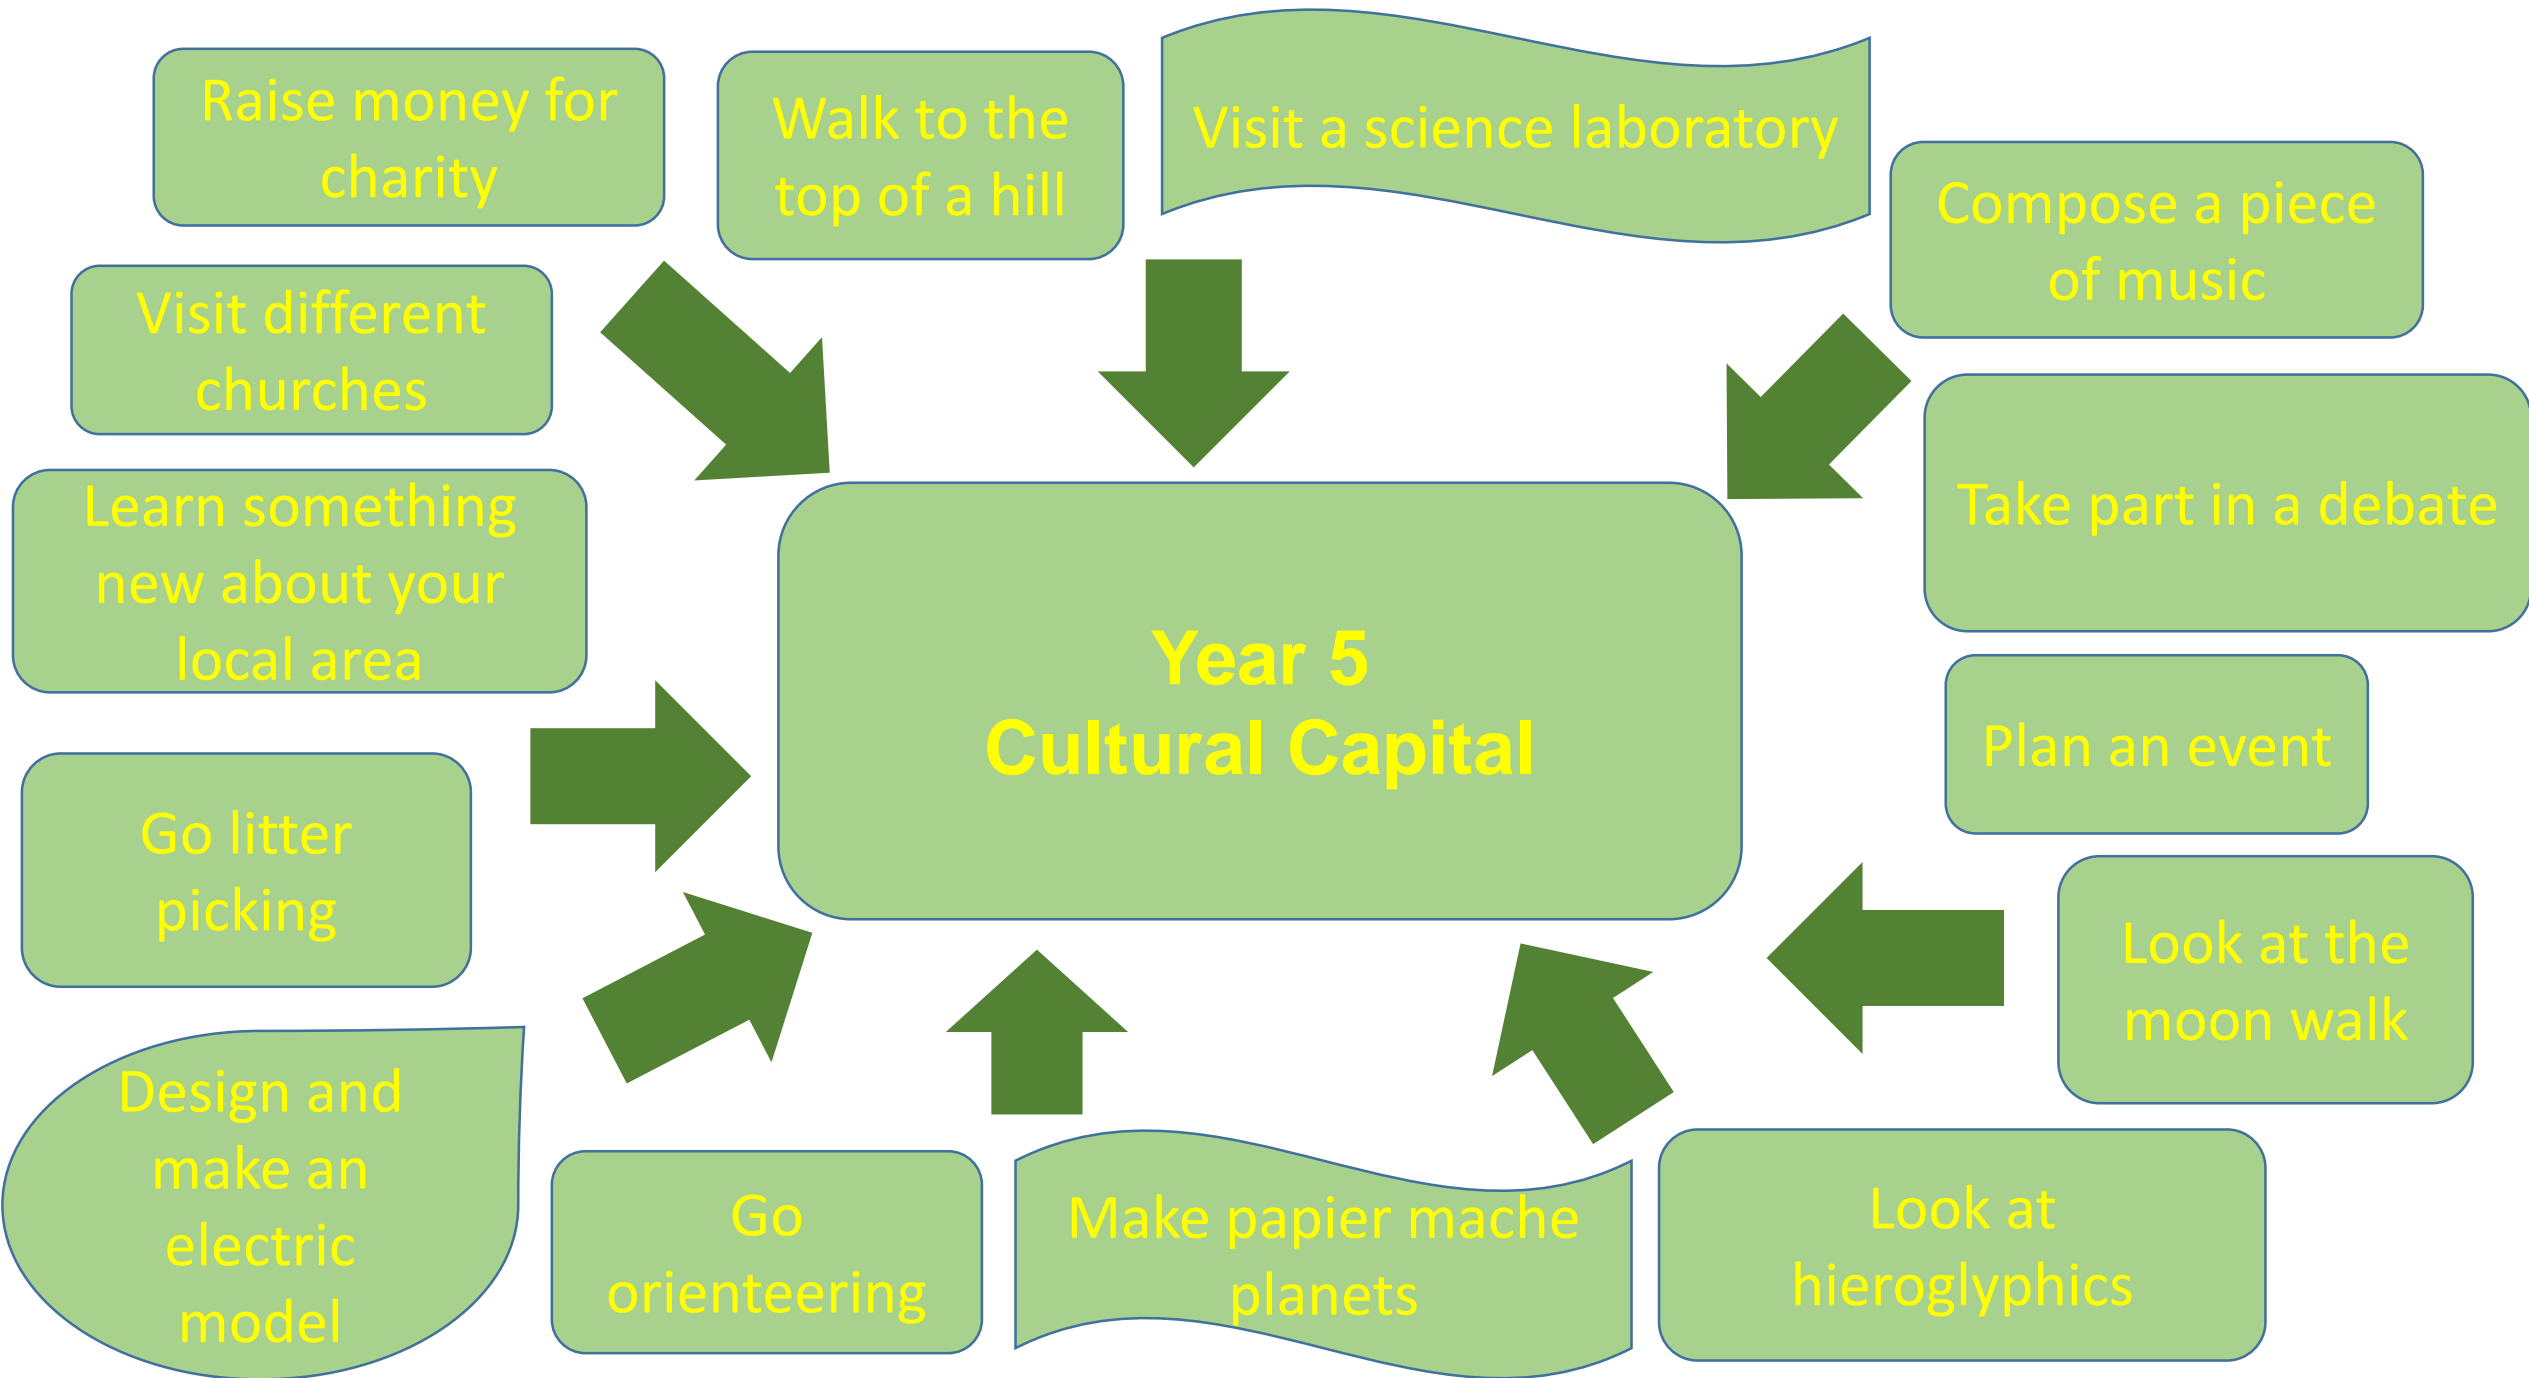 Raise money for
charity
Walk to the
top of a hill
Visit a science laboratory
Compose a piece
of music
Visit different
churches
Take part in a debate
Learn something
new about your
local area
Year 5
Cultural Capital
Plan an event
Go litter
picking
Look at the
moon walk
Design and
make an
electric
model
Go
orienteering
Make papier mache
planets
Look at
hieroglyphics